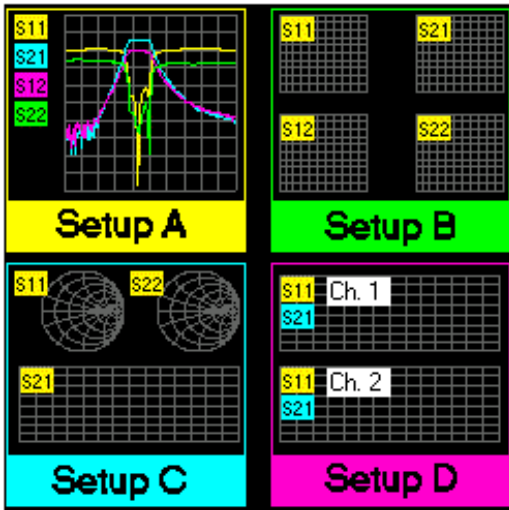 S11
S21
S12
S22
Setup A
S11 S21
S12 S22
Setup B
S11 S22
S21
Setup C
S11 Ch. 1
S21
S11 Ch. 2
S21
Setup D